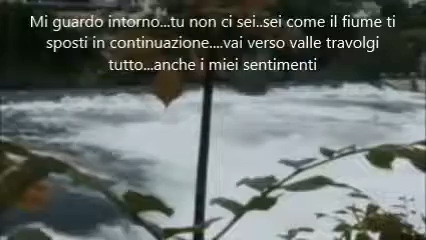 Mi guardo intorno...tu non ci sei..sei come il fiume ti
sposti in continuazione....vai verso valle travolgi
tutto...anche i miei sentimenti